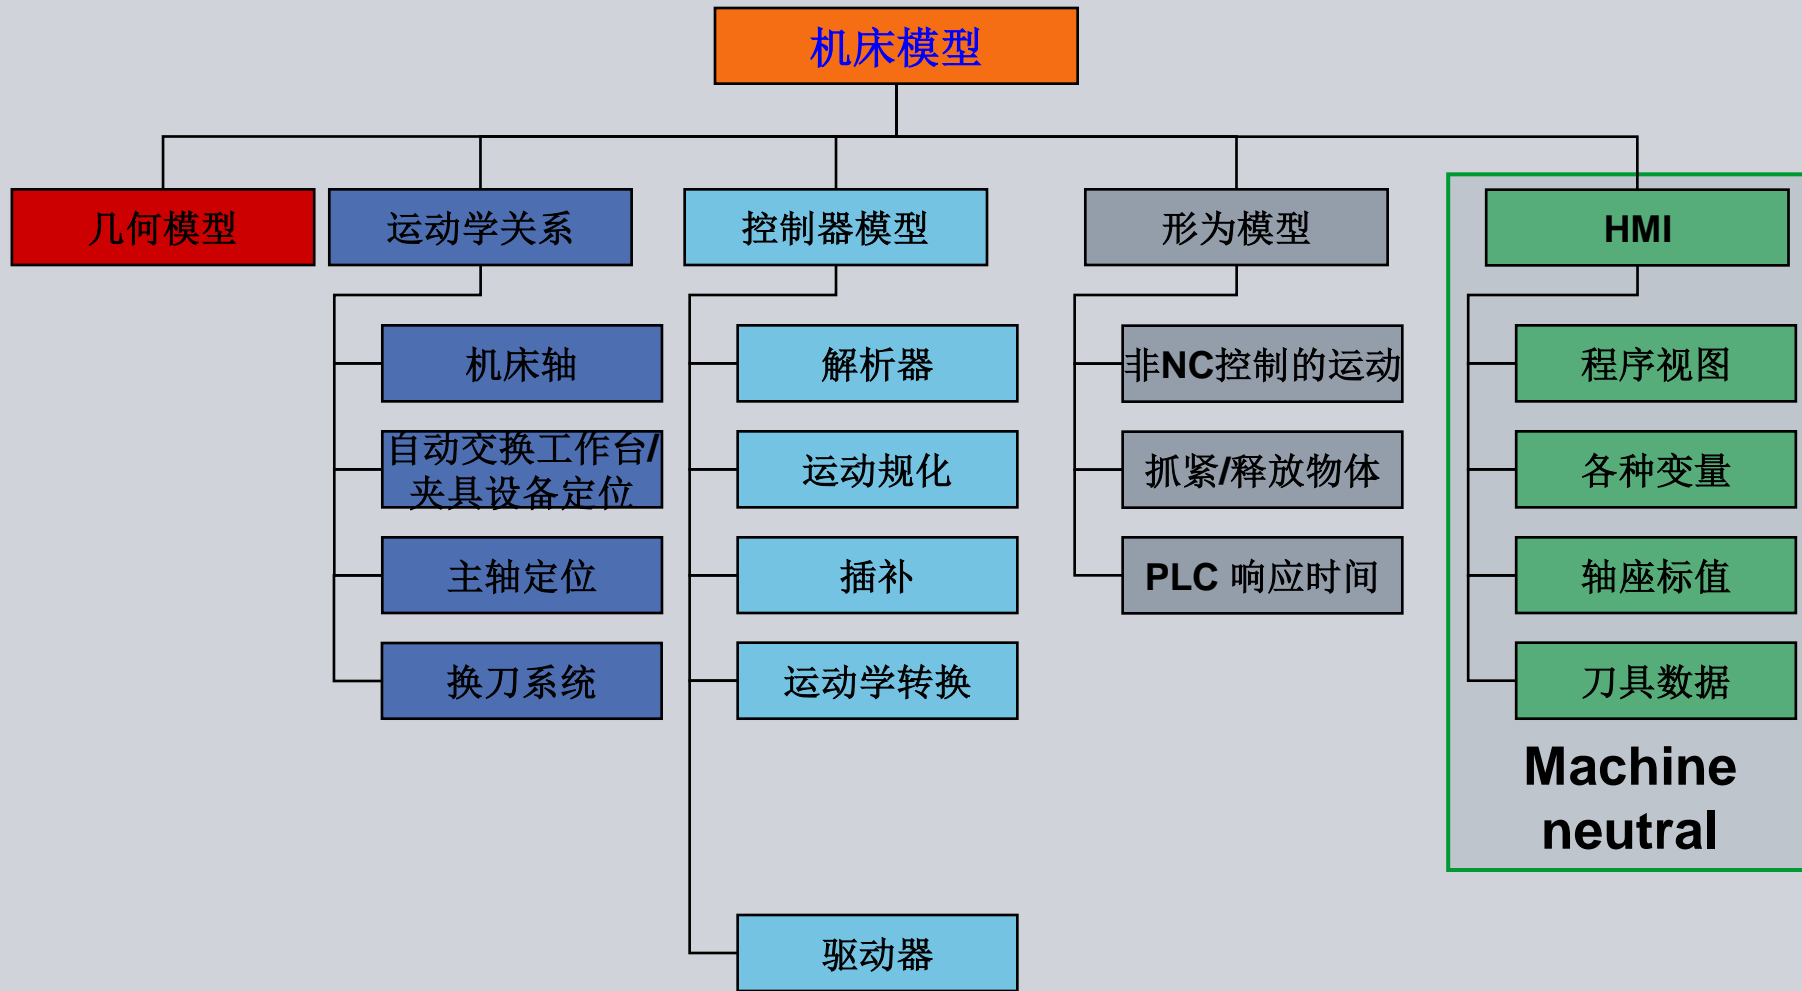 机床模型
几何模型
运动学关系
控制器模型
形为模型
HMI
机床轴
自动交换工作台/
夹具设备定位
主轴定位
换刀系统
解析器
运动规化
插补
运动学转换
驱动器
非NC控制的运动
抓紧/释放物体
PLC 响应时间
程序视图
各种变量
轴座标值
刀具数据
Machine
neutral